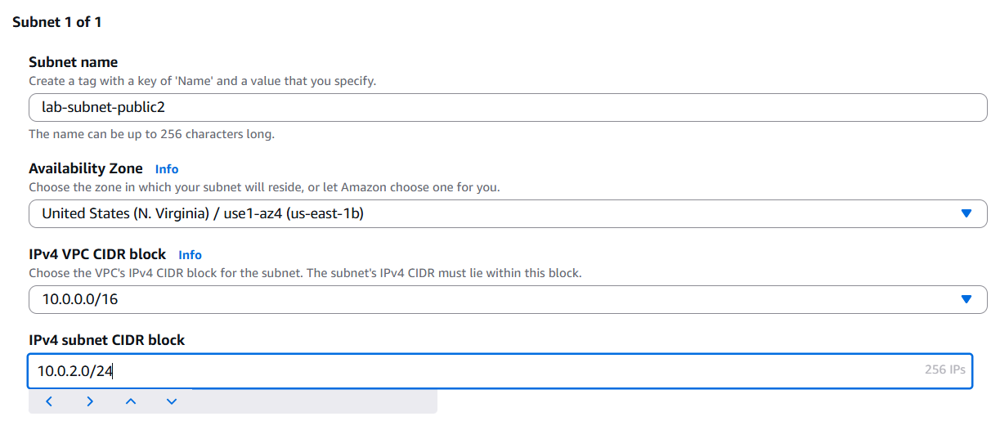 Subnet 1 of 1
Subnet name
Create a tag with a key of 'Name' and a value that you specify.
lab-subnet-public2
The name can be up to 256 characters long.
Availability Zone Info
Choose the zone in which your subnet will reside, or let Amazon choose one for you.
United States (N. Virginia) / use1-az4 (us-east-1b)
IPv4 VPC CIDR block Info
Choose the VPC's IPv4 CIDR block for the subnet. The subnet's IPv4 CIDR must lie within this block.
10.0.0.0/16
IPv4 subnet CIDR block
10.0.2.0/24 256 IPs